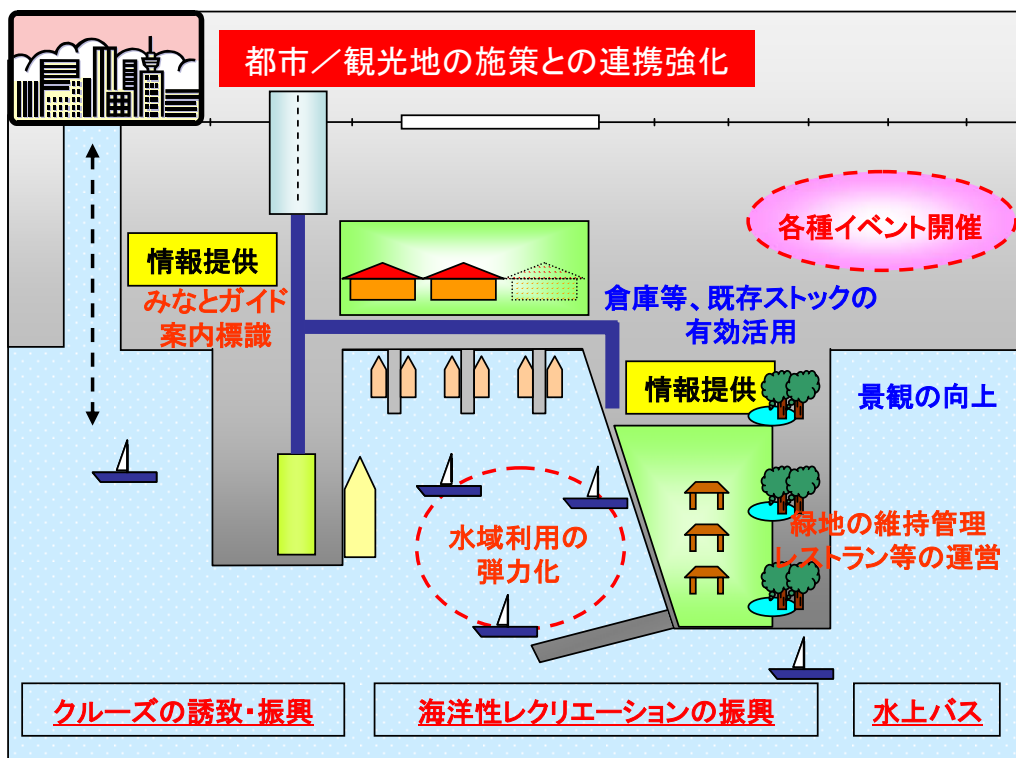 都市／観光地の施策との連携強化
各種イベント開催
情報提供
みなとガイド
案内標識
倉庫等、既存ストックの
有効活用
情報提供
景観の向上
水域利用の
弾力化
緑地の維持管理
レストラン等の運営
クルーズの誘致・振興
海洋性レクリエーションの振興
水上バス